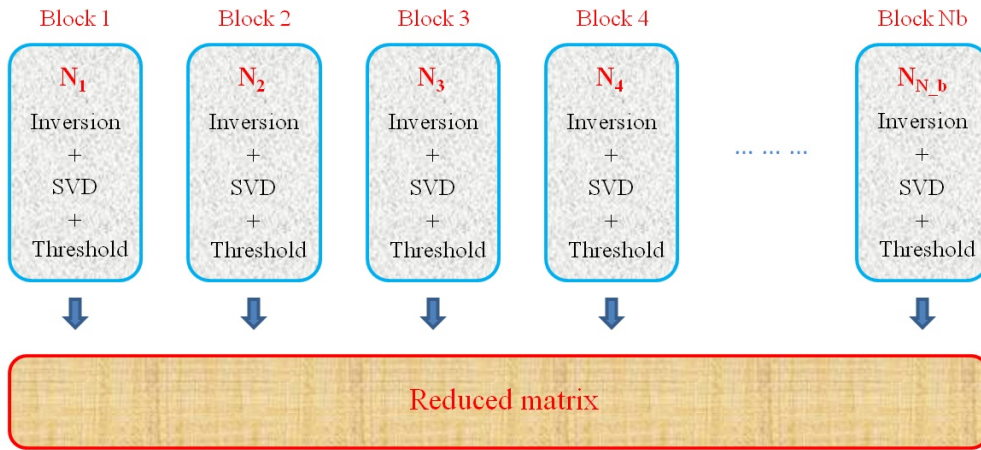 Block 1
Block 2
Block 3
Block 4
Block Nb
N1
Inversion
+
SVD
+
Threshold
N2
Inversion
+
SVD
+
Threshold
N3
Inversion
+
SVD
+
Threshold
N4
Inversion
+
SVD
+
Threshold
... ... ...
NN_b
Inversion
+
SVD
+
Threshold
Reduced matrix